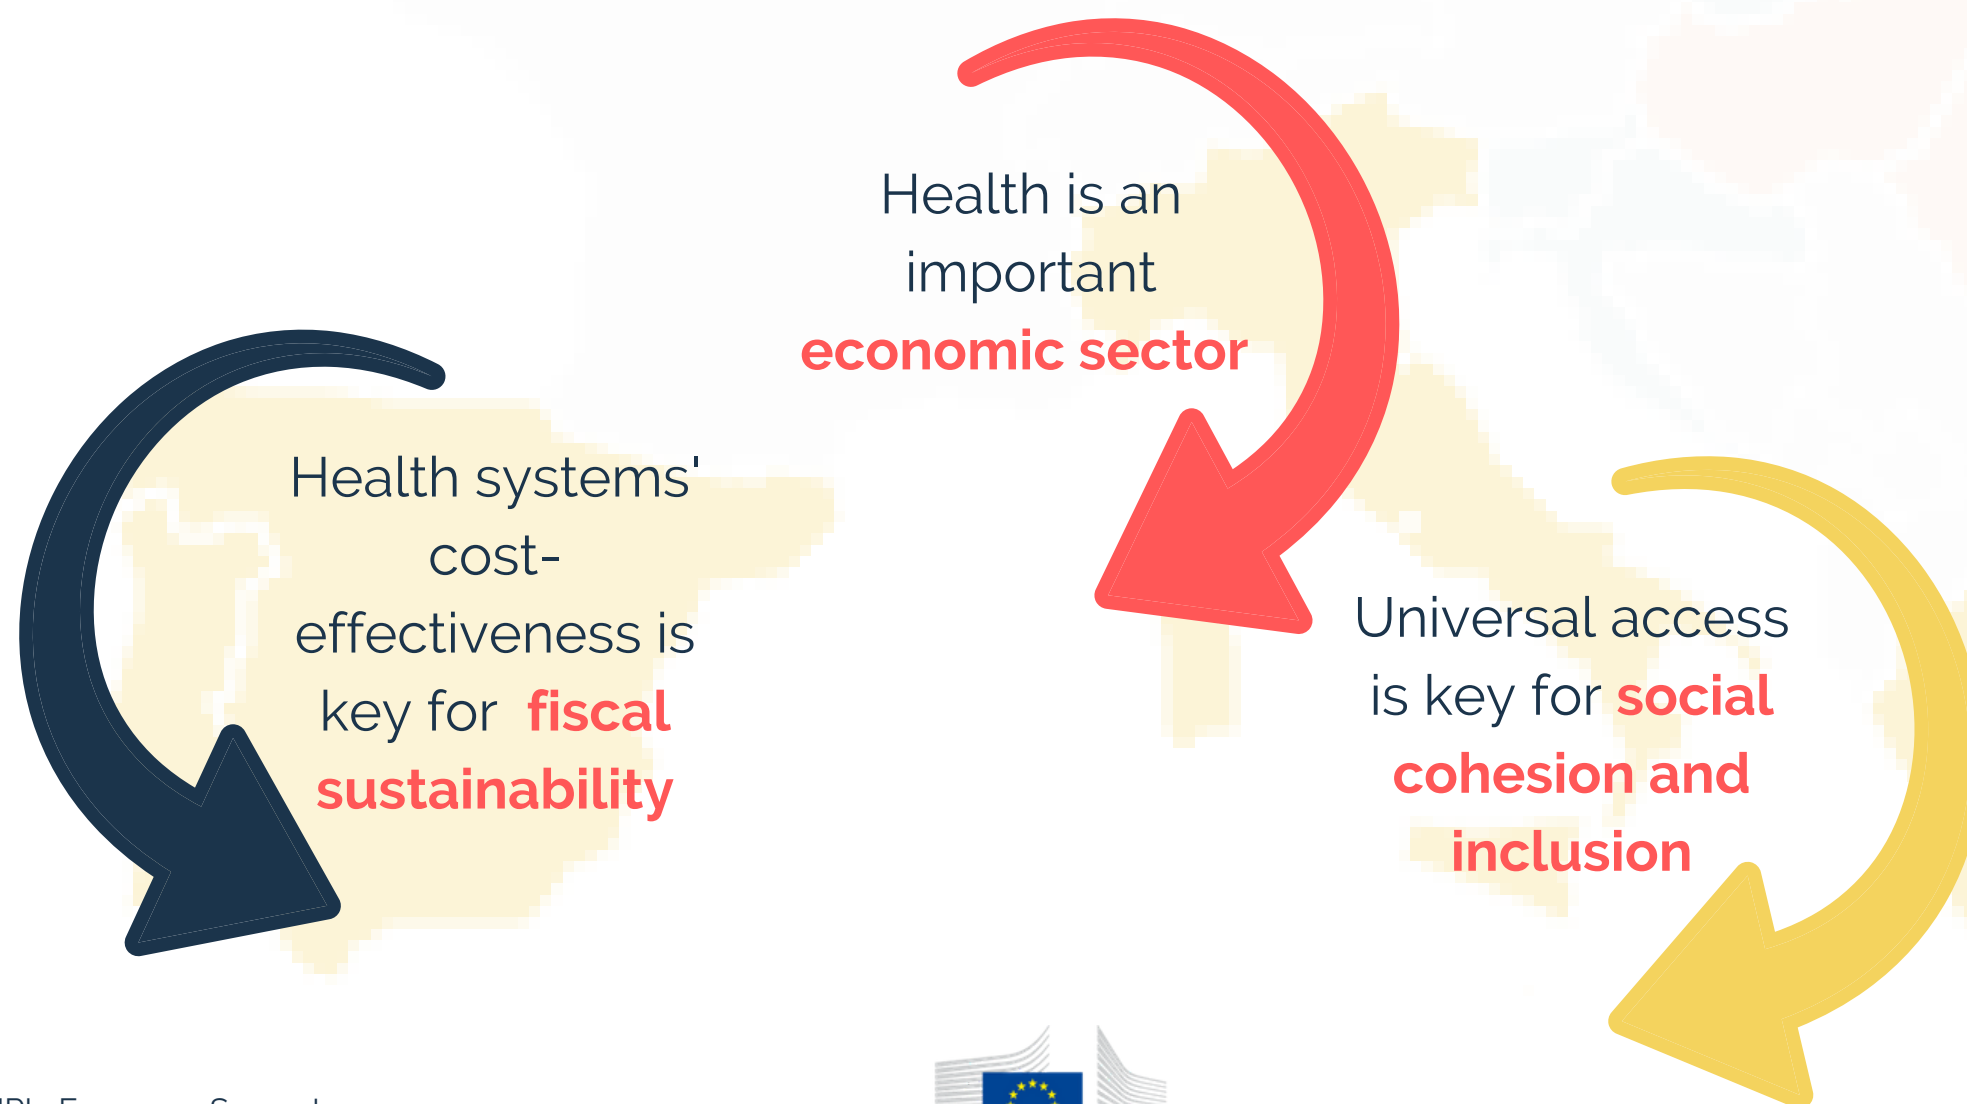 Health is an
important
economic sector
Health systems'
cost-
effectiveness is
key for fiscal
sustainability
Universal access
is key for social
cohesion and
inclusion